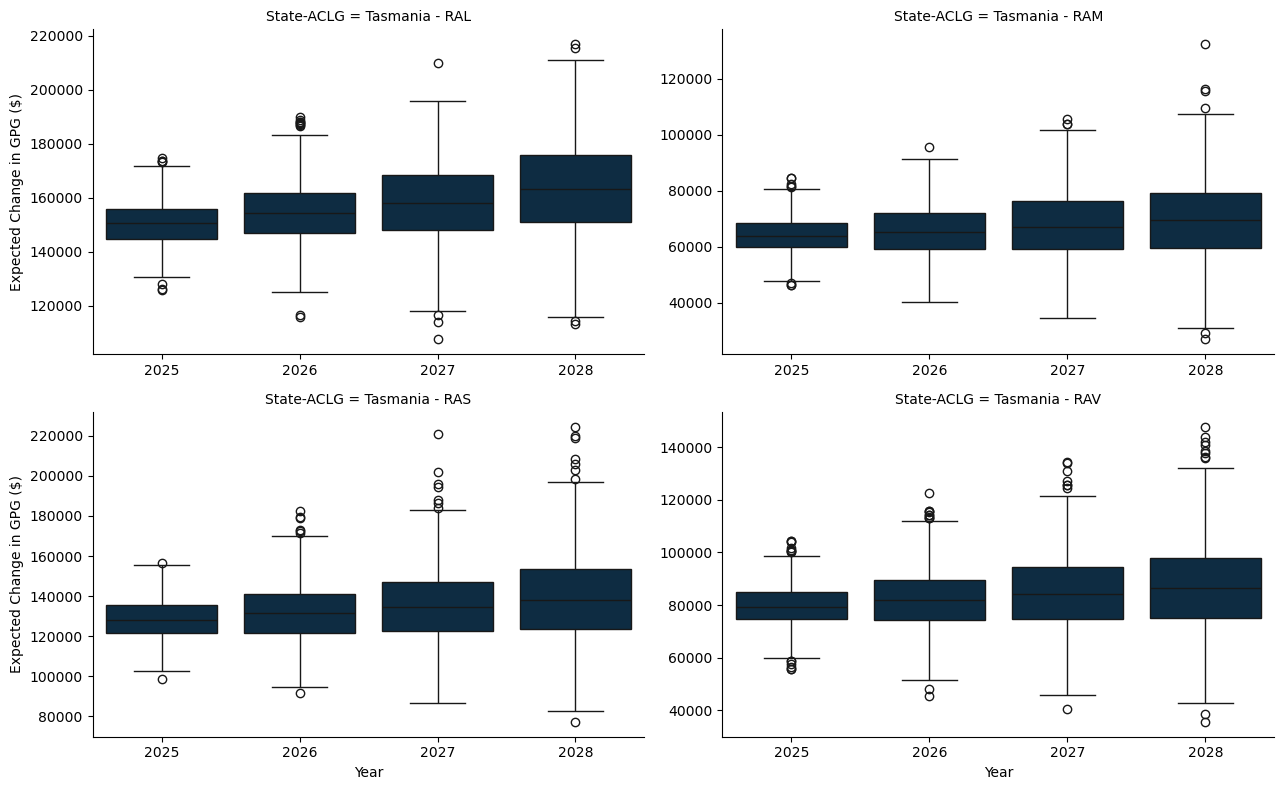 State-ACLG = Tasmania - RAL
Expected Change in GPG ($)
220000
200000
180000
160000
140000
120000
2025 2026 2027 2028
State-ACLG = Tasmania - RAM
120000
100000
80000
60000
40000
2025 2026 2027 2028
State-ACLG = Tasmania - RAS
Expected Change in GPG ($)
220000
200000
180000
160000
140000
120000
100000
80000
2025 2026 2027 2028
Year
State-ACLG = Tasmania - RAV
140000
120000
100000
80000
60000
40000
2025 2026 2027 2028
Year